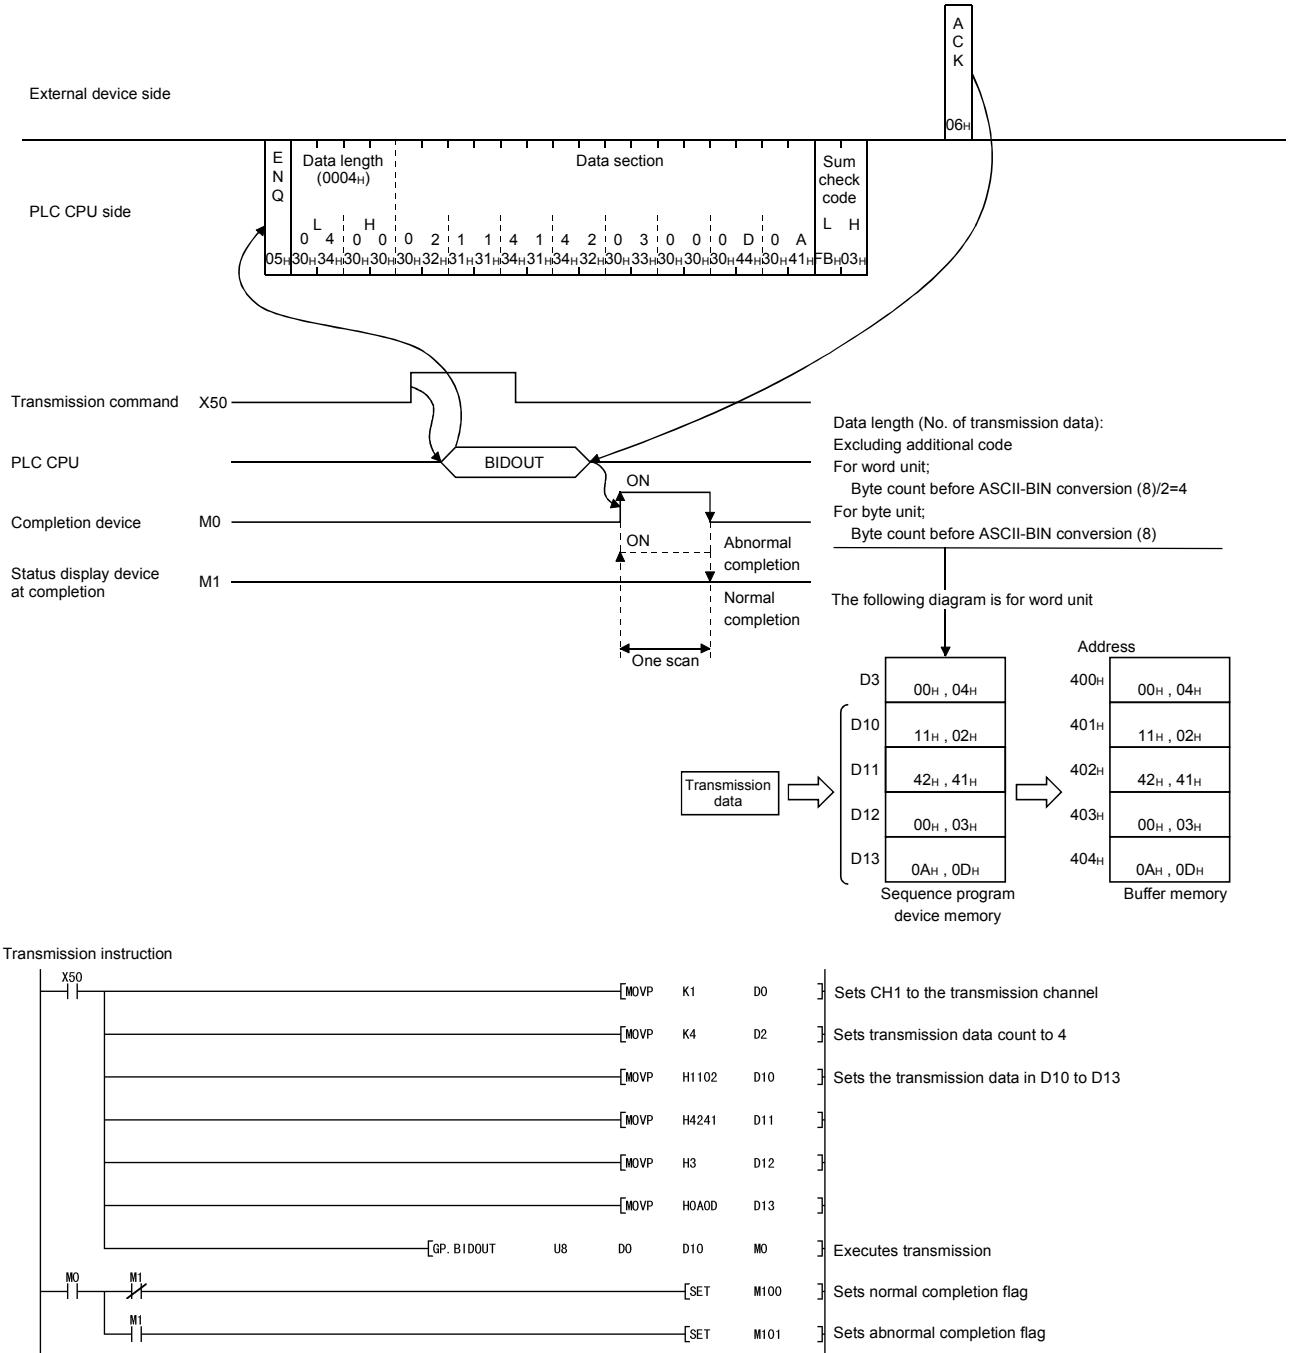 A
C
K
06H
External device side
PLC CPU side
E
N
Q
05H
Data length
(0004H)
Data section
Sum
check
code
L H L H
0 4 0 0 0 2 1 1 4 1 4 2 0 3 0 0 0 D 0 A
30H 34H 30H 30H 30H 32H 31H 31H 34H 31H 34H 32H 30H 33H 30H 30H 30H 44H 30H 41H FBH 03H
Transmission command X50
PLC CPU
BIDOUT
ON
Completion device M0
ON
Abnormal
completion
Status display device
at completion
M1
Normal
completion
One scan
Data length (No. of transmission data):
Excluding additional code
For word unit;
Byte count before ASCII-BIN conversion (8)/2=4
For byte unit;
Byte count before ASCII-BIN conversion (8)
The following diagram is for word unit
Address
D3 00H , 04H 400H 00H , 04H
D10 11H , 02H 401H 11H , 02H
D11 42H , 41H 402H 42H , 41H
Transmission
data
D12 00H , 03H 403H 00H , 03H
D13 0AH , 0DH 404H 0AH , 0DH
Sequence program
device memory
Buffer memory
Transmission instruction
X50
MOVP K1 D0 Sets CH1 to the transmission channel
MOVP K4 D2 Sets transmission data count to 4
MOVP H1102 D10 Sets the transmission data in D10 to D13
MOVP H4241 D11
MOVP H3 D12
MOVP H0A0D D13
GP.BIDOUT U8 D0 D10 M0 Executes transmission
M0 M1
SET M100 Sets normal completion flag
M1
SET M101 Sets abnormal completion flag